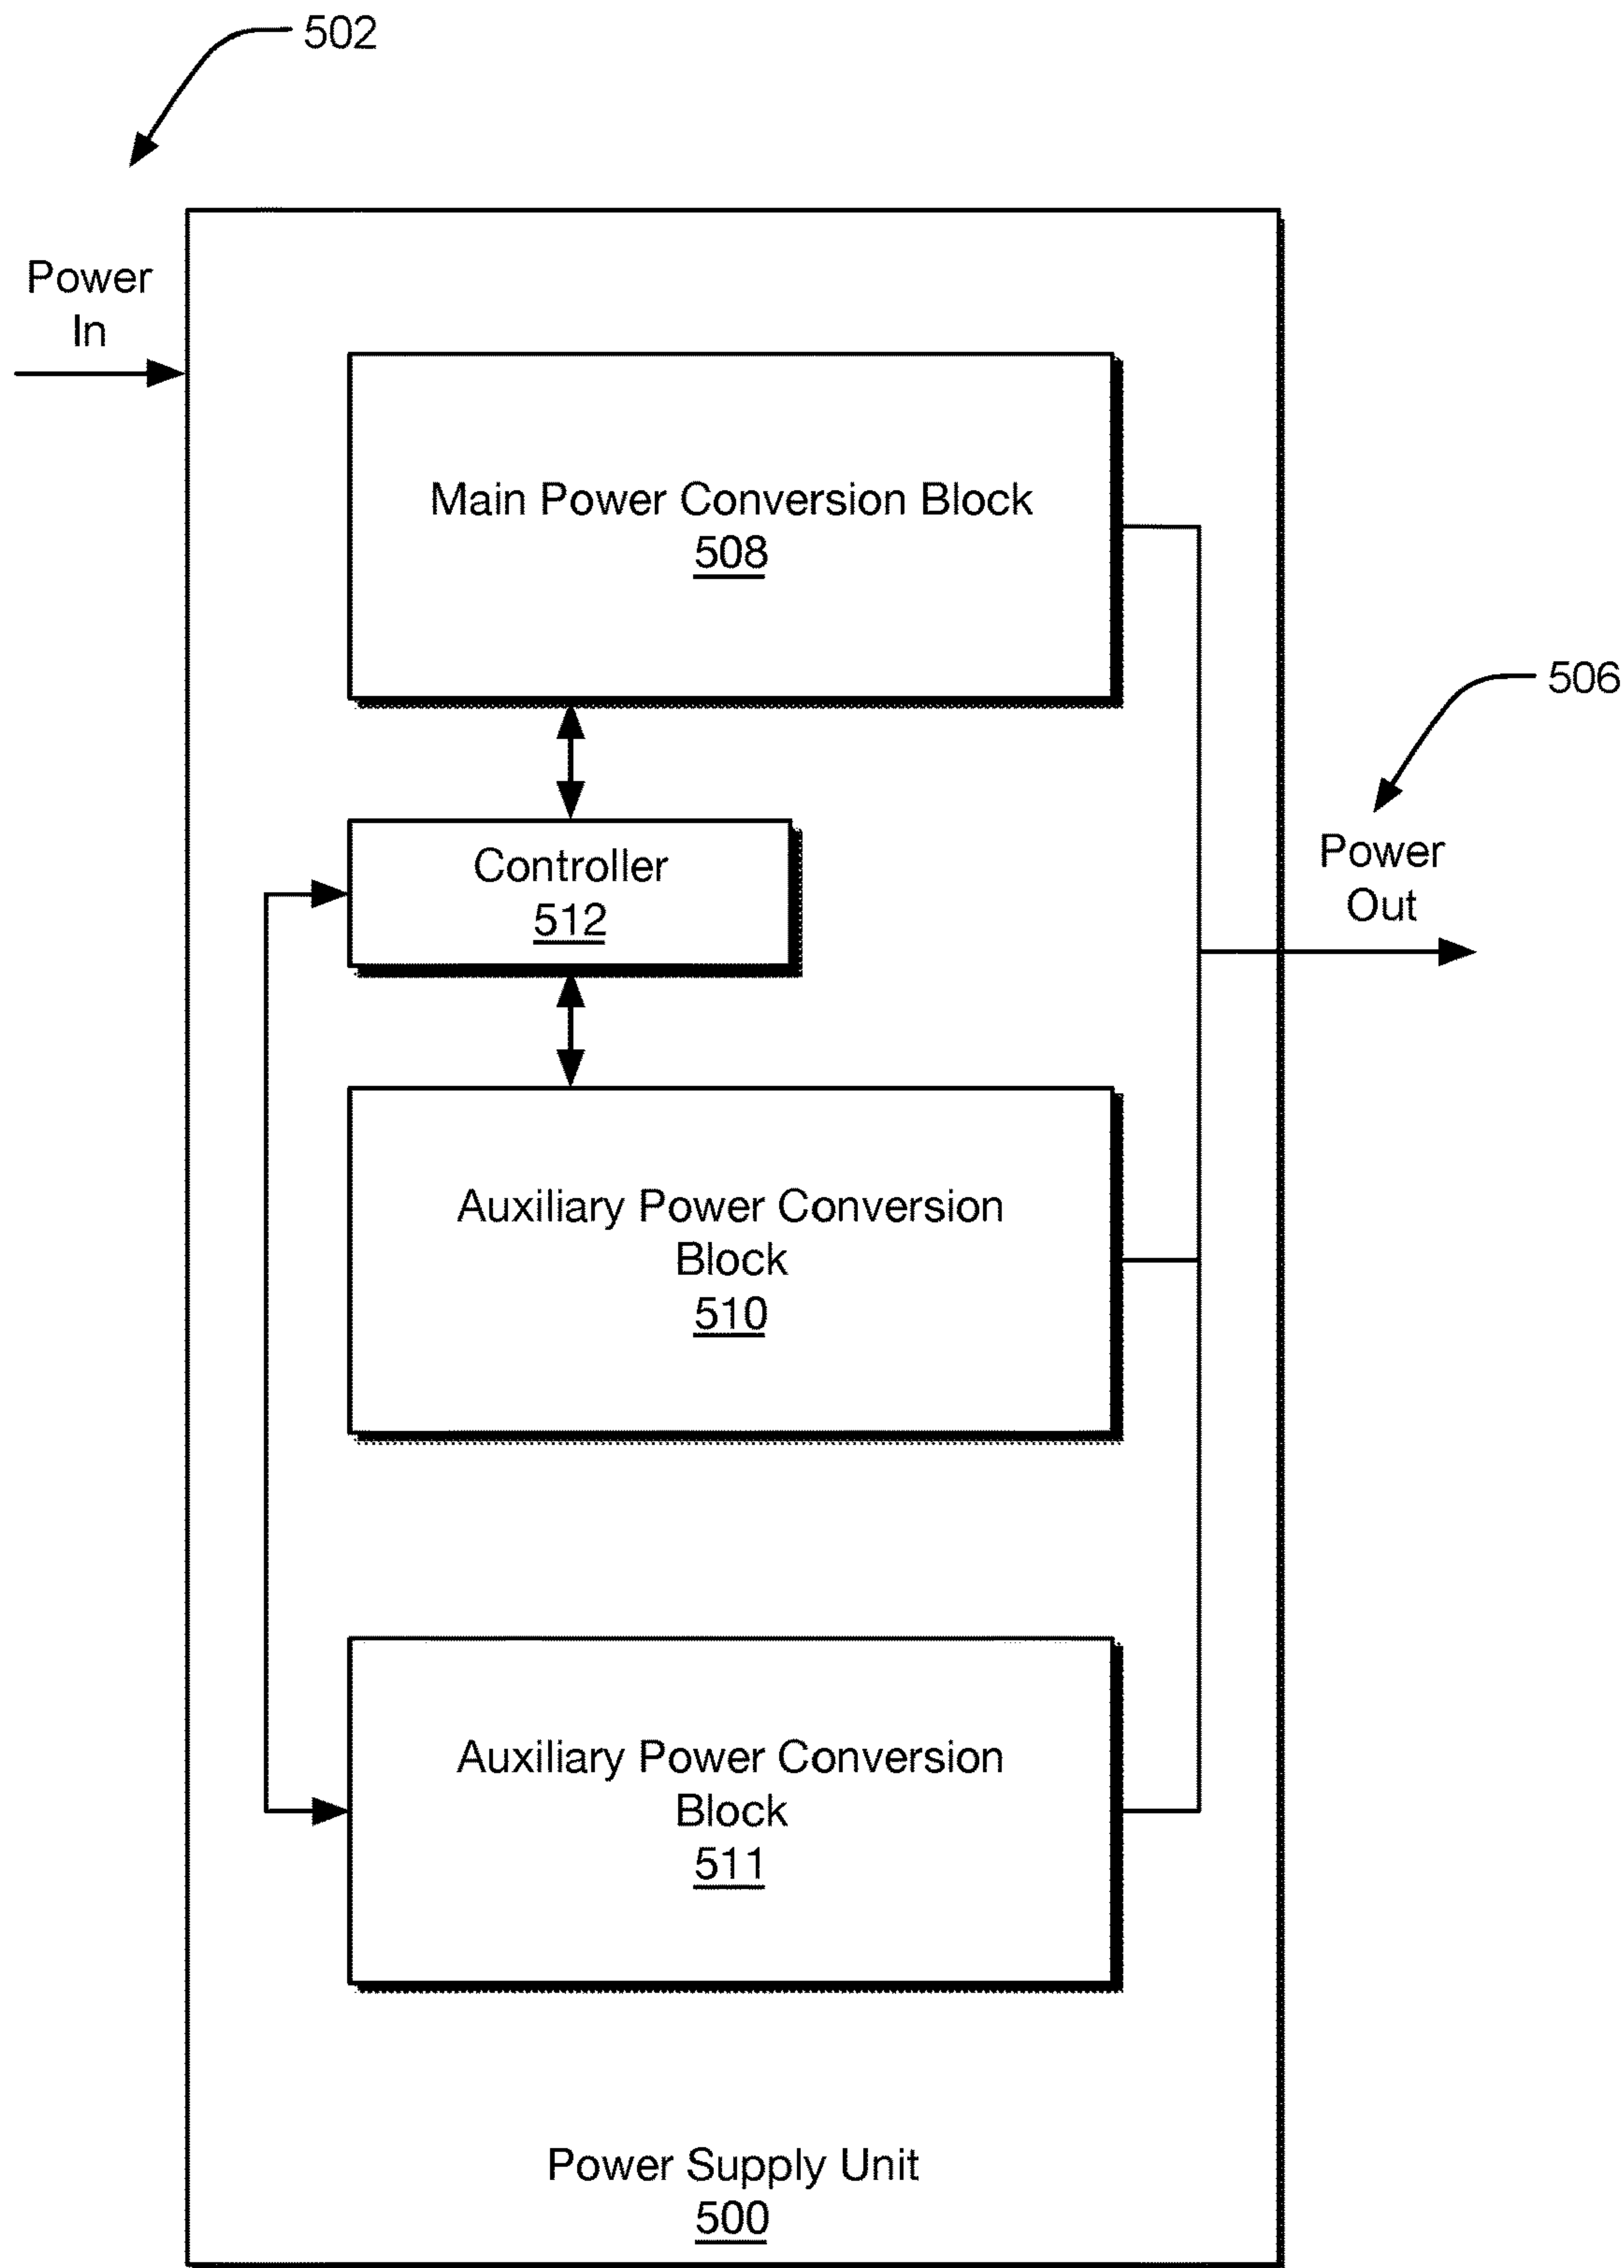 502
Power
In
Main Power Conversion Block
508
506
Controller
512
Power
Out
Auxiliary Power Conversion
Block
510
Auxiliary Power Conversion
Block
511
Power Supply Unit
500